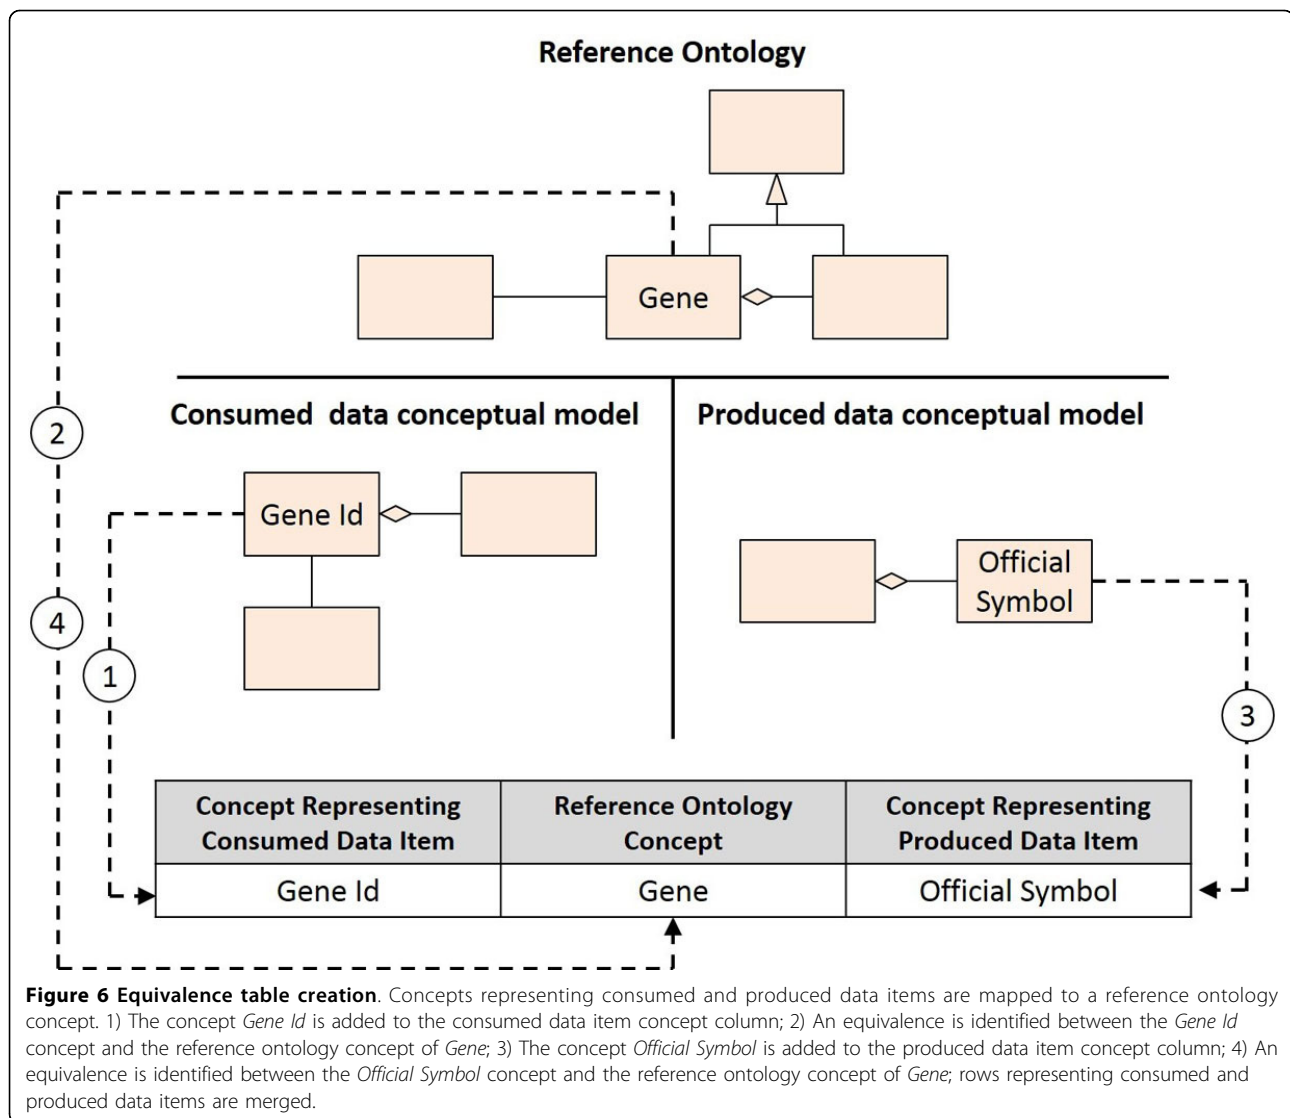 Reference Ontology
Gene
Consumed data conceptual model
Produced data conceptual model
2
Gene Id
Official
Symbol
4
1
3
Concept Representing
Consumed Data Item
Reference Ontology
Concept
Concept Representing
Produced Data Item
Gene Id
Gene
Official Symbol
Figure 6 Equivalence table creation. Concepts representing consumed and produced data items are mapped to a reference ontology
concept. 1) The concept Gene Id is added to the consumed data item concept column; 2) An equivalence is identified between the Gene Id
concept and the reference ontology concept of Gene; 3) The concept Official Symbol is added to the produced data item concept column; 4) An
equivalence is identified between the Official Symbol concept and the reference ontology concept of Gene; rows representing consumed and
produced data items are merged.